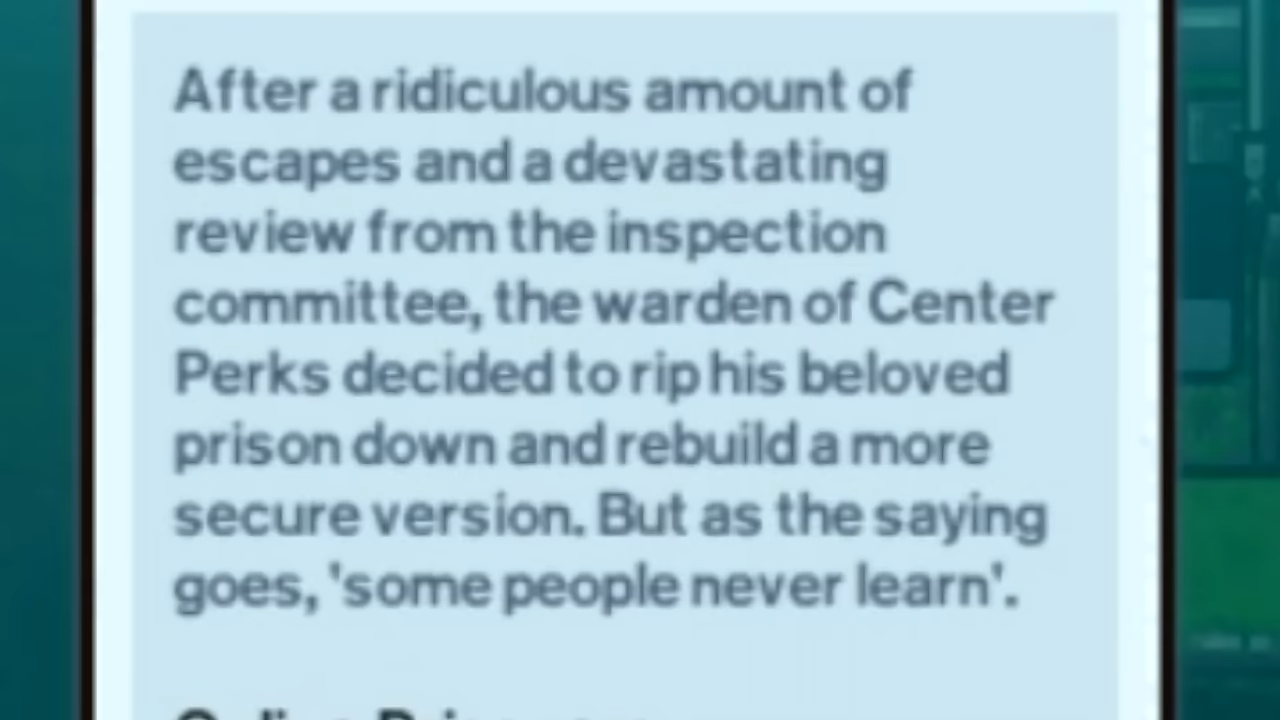 After a ridiculous amount of
escapes and a devastating
review from the inspection
committee, the warden of Center
Perks decided to rip his beloved
prison down and rebuild a more
secure version. But as the saying
goes, 'some people never learn'.